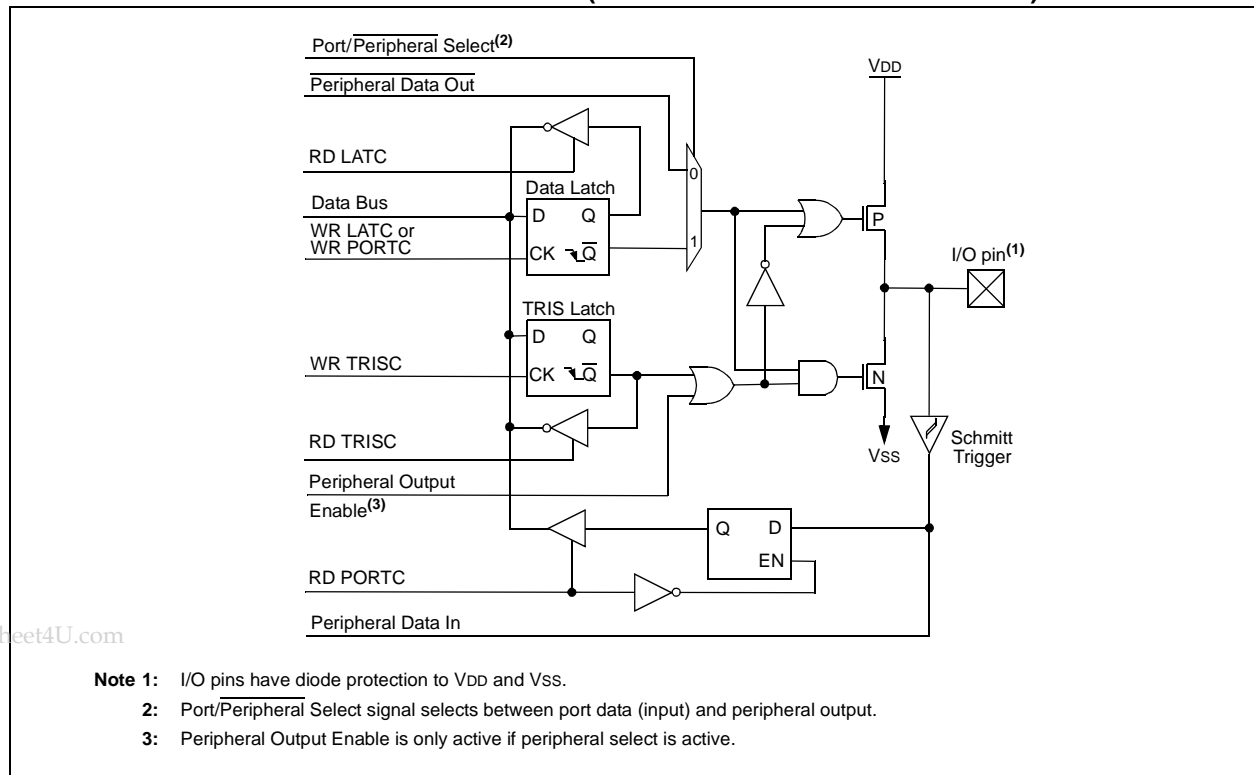 Port/Peripheral Select(2)
Peripheral Data Out
VDD
RD LATC
Data Latch
0
Data Bus
D Q
WR LATC or
WR PORTC
CK Q
1
P
I/O pin(1)
TRIS Latch
D Q
WR TRISC
CK Q
N
RD TRISC
VSS
Schmitt
Trigger
Peripheral Output
Enable(3)
Q D
EN
RD PORTC
Peripheral Data In
heet4U.com
Note 1: I/O pins have diode protection to VDD and VSS.
2: Port/Peripheral Select signal selects between port data (input) and peripheral output.
3: Peripheral Output Enable is only active if peripheral select is active.